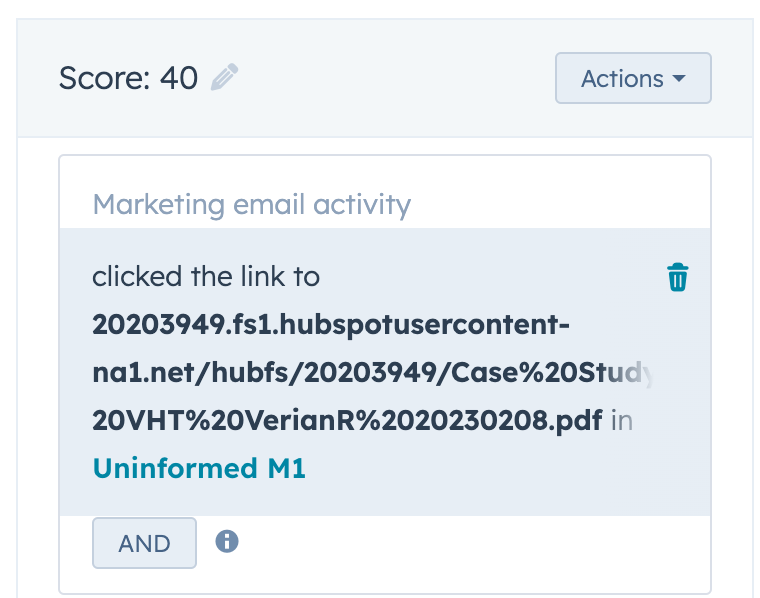 Score: 40
Actions
Marketing email activity
clicked the link to
20203949.fs1.hubspotusercontent-
na1.net/hubfs/20203949/Case%20Study
20VHT%20VerianR%2020230208.pdf in
Uninformed M1
AND